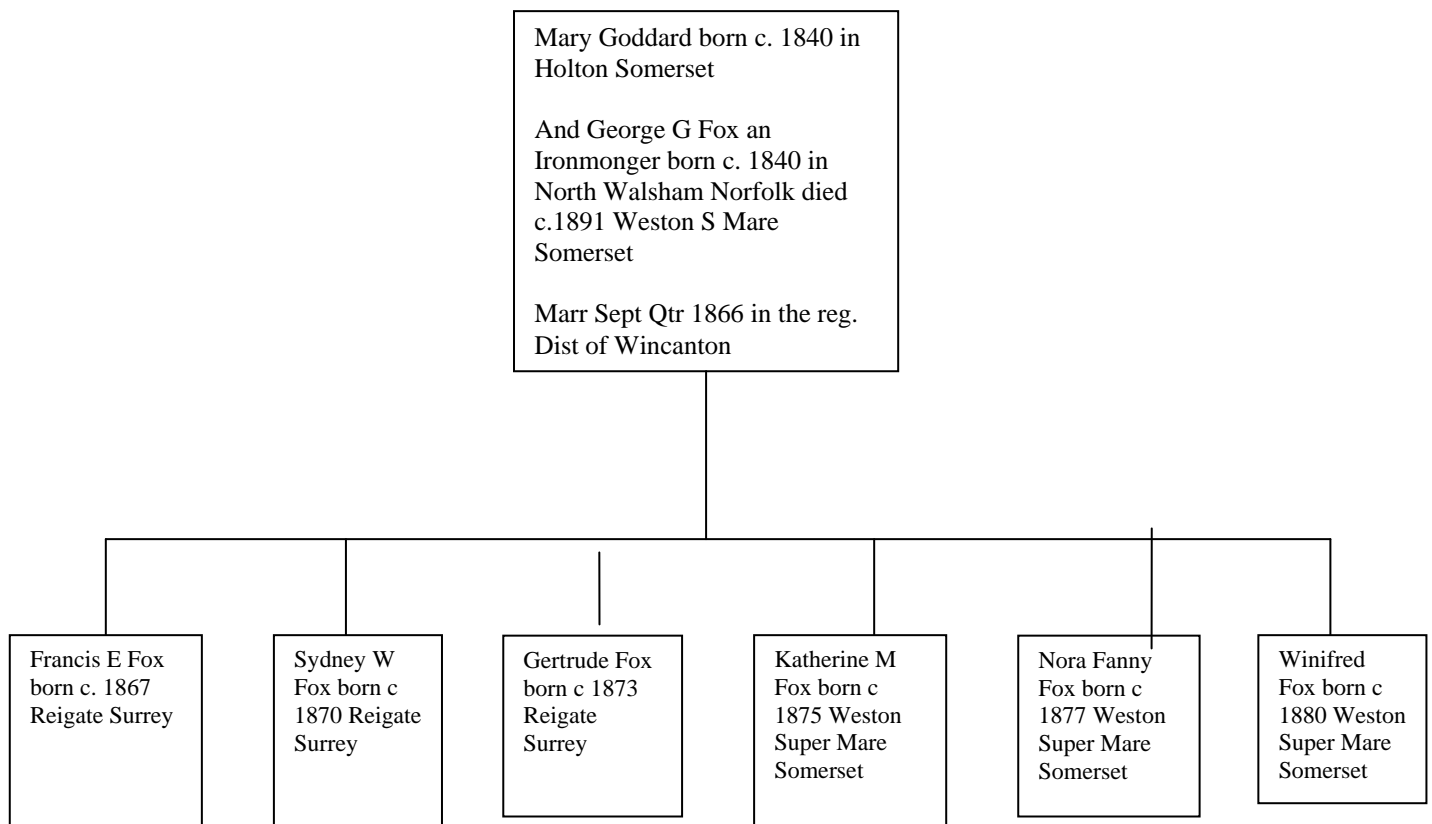 Mary Goddard born c. 1840 in
Holton Somerset
And George G Fox an
Ironmonger born c. 1840 in
North Walsham Norfolk died
c.1891 Weston S Mare
Somerset
Marr Sept Qtr 1866 in the reg.
Dist of Wincanton
Francis E Fox
born c. 1867
Reigate Surrey
Sydney W
Fox born c
1870 Reigate
Surrey
Gertrude Fox
born c 1873
Reigate
Surrey
Katherine M
Fox born c
1875 Weston
Super Mare
Somerset
Nora Fanny
Fox born c
1877 Weston
Super Mare
Somerset
Winifred
Fox born c
1880 Weston
Super Mare
Somerset